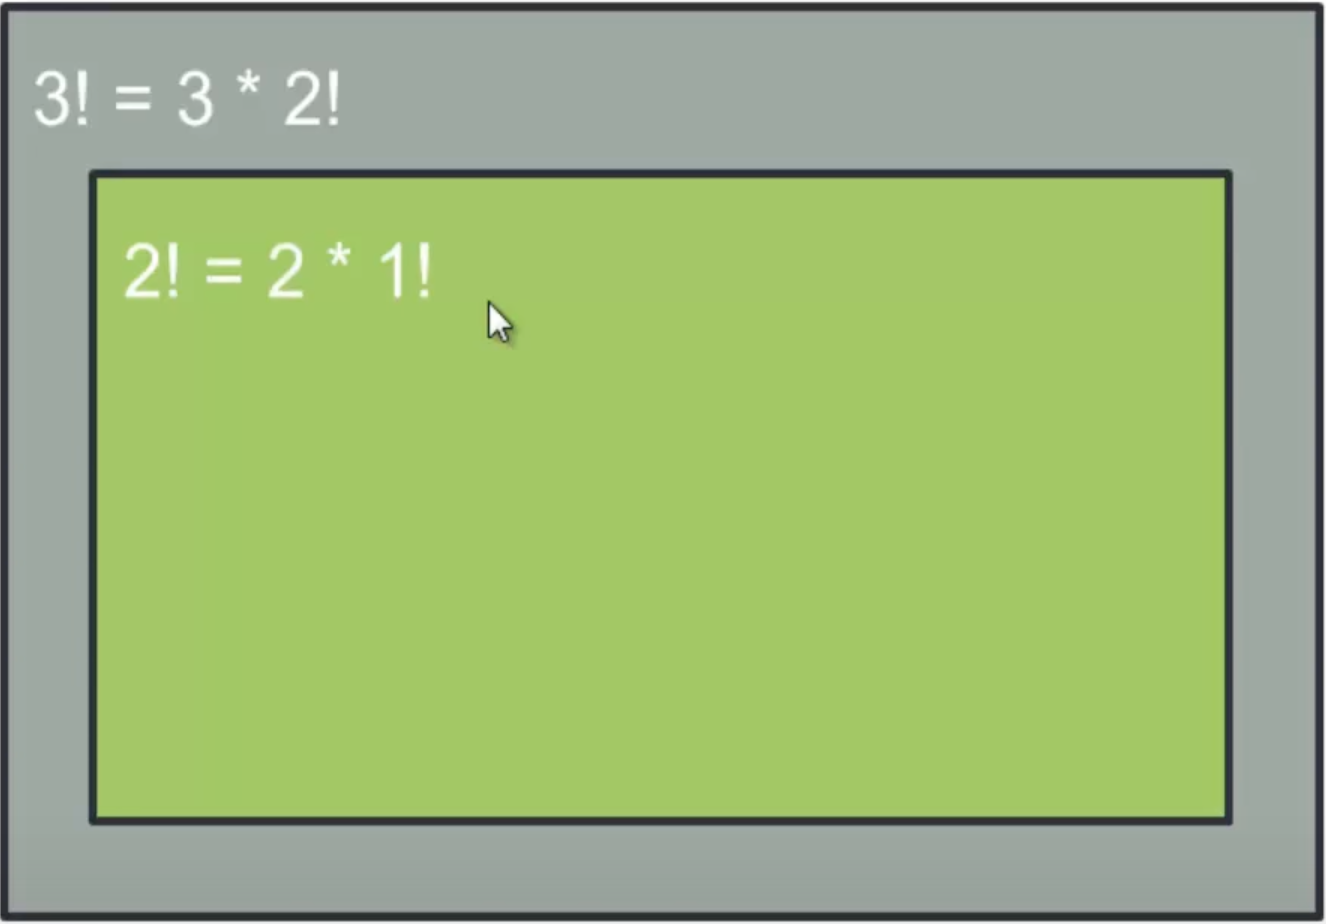 3! = 3 * 2!
2! = 2 * 1!